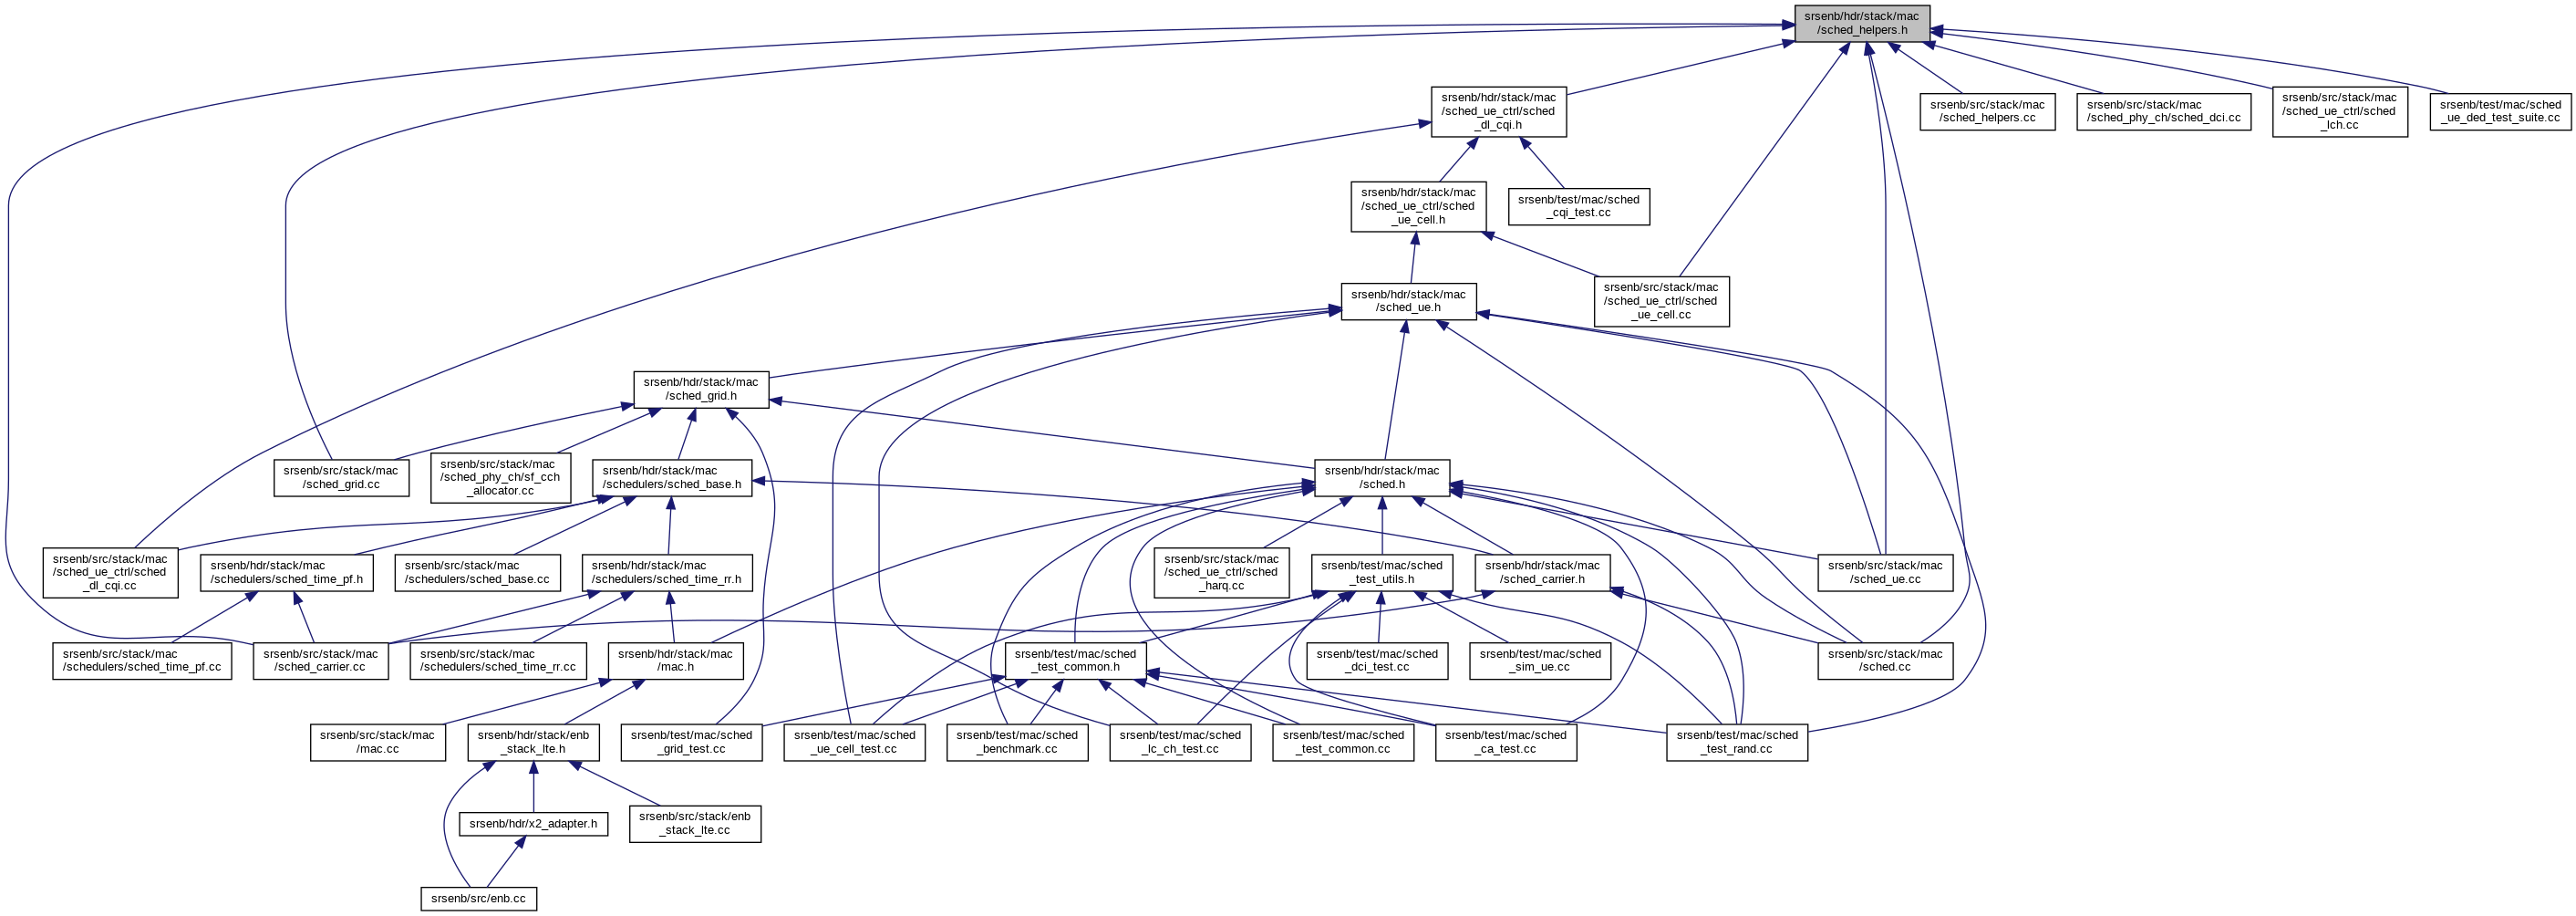 srsenb/hdr/stack/mac
/sched_helpers.h
srsenb/hdr/stack/mac
/sched_ue_ctrl/sched
_dl_cqi.h
srsenb/src/stack/mac
/sched_helpers.cc
srsenb/src/stack/mac
/sched_phy_ch/sched_dci.cc
srsenb/src/stack/mac
/sched_ue_ctrl/sched
_lch.cc
srsenb/test/mac/sched
_ue_ded_test_suite.cc
srsenb/hdr/stack/mac
/sched_ue_ctrl/sched
_ue_cell.h
srsenb/test/mac/sched
_cqi_test.cc
srsenb/hdr/stack/mac
/sched_ue.h
srsenb/src/stack/mac
/sched_ue_ctrl/sched
_ue_cell.cc
srsenb/hdr/stack/mac
/sched_grid.h
srsenb/src/stack/mac
/sched_grid.cc
srsenb/src/stack/mac
/sched_phy_ch/sf_cch
_allocator.cc
srsenb/hdr/stack/mac
/schedulers/sched_base.h
srsenb/hdr/stack/mac
/sched.h
srsenb/src/stack/mac
/sched_ue_ctrl/sched
_dl_cqi.cc
srsenb/hdr/stack/mac
/schedulers/sched_time_pf.h
srsenb/src/stack/mac
/schedulers/sched_base.cc
srsenb/hdr/stack/mac
/schedulers/sched_time_rr.h
srsenb/src/stack/mac
/sched_ue_ctrl/sched
_harq.cc
srsenb/test/mac/sched
_test_utils.h
srsenb/hdr/stack/mac
/sched_carrier.h
srsenb/src/stack/mac
/sched_ue.cc
srsenb/src/stack/mac
/schedulers/sched_time_pf.cc
srsenb/src/stack/mac
/sched_carrier.cc
srsenb/src/stack/mac
/schedulers/sched_time_rr.cc
srsenb/hdr/stack/mac
/mac.h
srsenb/test/mac/sched
_test_common.h
srsenb/test/mac/sched
_dci_test.cc
srsenb/test/mac/sched
_sim_ue.cc
srsenb/src/stack/mac
/sched.cc
srsenb/src/stack/mac
/mac.cc
srsenb/hdr/stack/enb
_stack_lte.h
srsenb/test/mac/sched
_grid_test.cc
srsenb/test/mac/sched
_ue_cell_test.cc
srsenb/test/mac/sched
_benchmark.cc
srsenb/test/mac/sched
_lc_ch_test.cc
srsenb/test/mac/sched
_test_common.cc
srsenb/test/mac/sched
_ca_test.cc
srsenb/test/mac/sched
_test_rand.cc
srsenb/hdr/x2_adapter.h
srsenb/src/stack/enb
_stack_lte.cc
srsenb/src/enb.cc